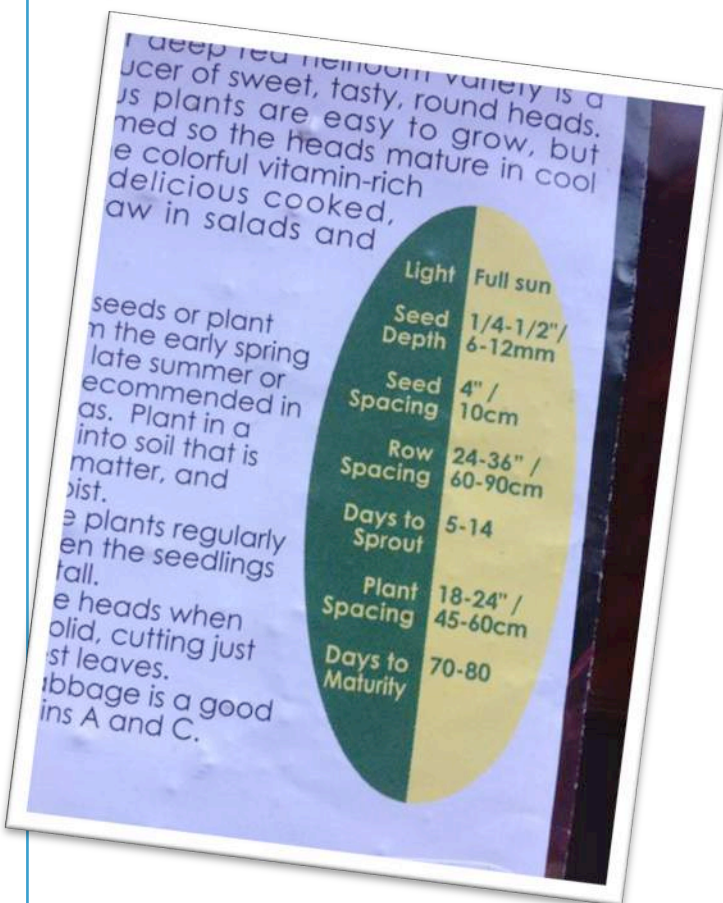 deep red heirloom variety is a
ucer of sweet, tasty, round heads.
us plants are easy to grow, but
med so the heads mature in cool
e colorful vitamin-rich
delicious cooked,
aw in salads and
seeds or plant
m the early spring
late summer or
ecommended in
as. Plant in a
into soil that is
matter, and
oist.
e plants regularly
en the seedlings
tall.
e heads when
olid, cutting just
st leaves.
abbage is a good
ins A and C.
Light Full sun
Seed Depth 1/4-1/2"/
6-12mm
Seed Spacing 4" /
10cm
Row Spacing 24-36" /
60-90cm
Days to Sprout 5-14
Plant Spacing 18-24" /
45-60cm
Days to Maturity 70-80